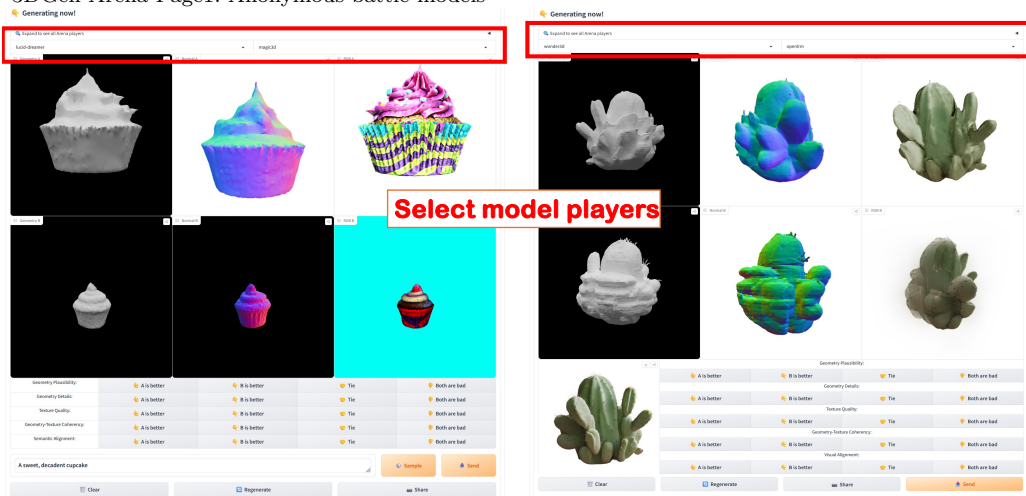 3DGen-Arena Page1: Anonymous battle models
Generating now!
Expand to see all Arena players
lucid-dreamer
magic3d
Geometry A
Normal A
RGB A
Geometry B
Normal B
RGB B
Geometry Plausibility:
A is better
B is better
Tie
Both are bad
Geometry Details:
A is better
B is better
Tie
Both are bad
Texture Quality:
A is better
B is better
Tie
Both are bad
Geometry-Texture Coherency:
A is better
B is better
Tie
Both are bad
Semantic Alignment:
A is better
B is better
Tie
Both are bad
A sweet, decadent cupcake
Sample
Send
Clear
Regenerate
Share
Select model players
Generating now!
Expand to see all Arena players
wonder3d
openlrm
Normal B
RGB B
Geometry Plausibility:
A is better
B is better
Tie
Both are bad
Geometry Details:
A is better
B is better
Tie
Both are bad
Texture Quality:
A is better
B is better
Tie
Both are bad
Geometry-Texture Coherency:
A is better
B is better
Tie
Both are bad
Visual Alignment:
A is better
B is better
Tie
Both are bad
Clear
Regenerate
Share
Send